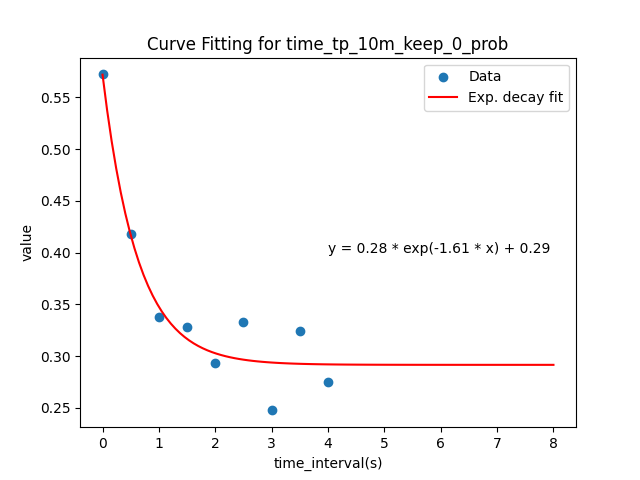 Curve Fitting for time_tp_10m_keep_0_prob
Data
Exp. decay fit
0.55
0.50
0.45
0.40
0.35
0.30
0.25
value
y = 0.28 * exp(-1.61 * x) + 0.29
0 1 2 3 4 5 6 7 8
time_interval(s)